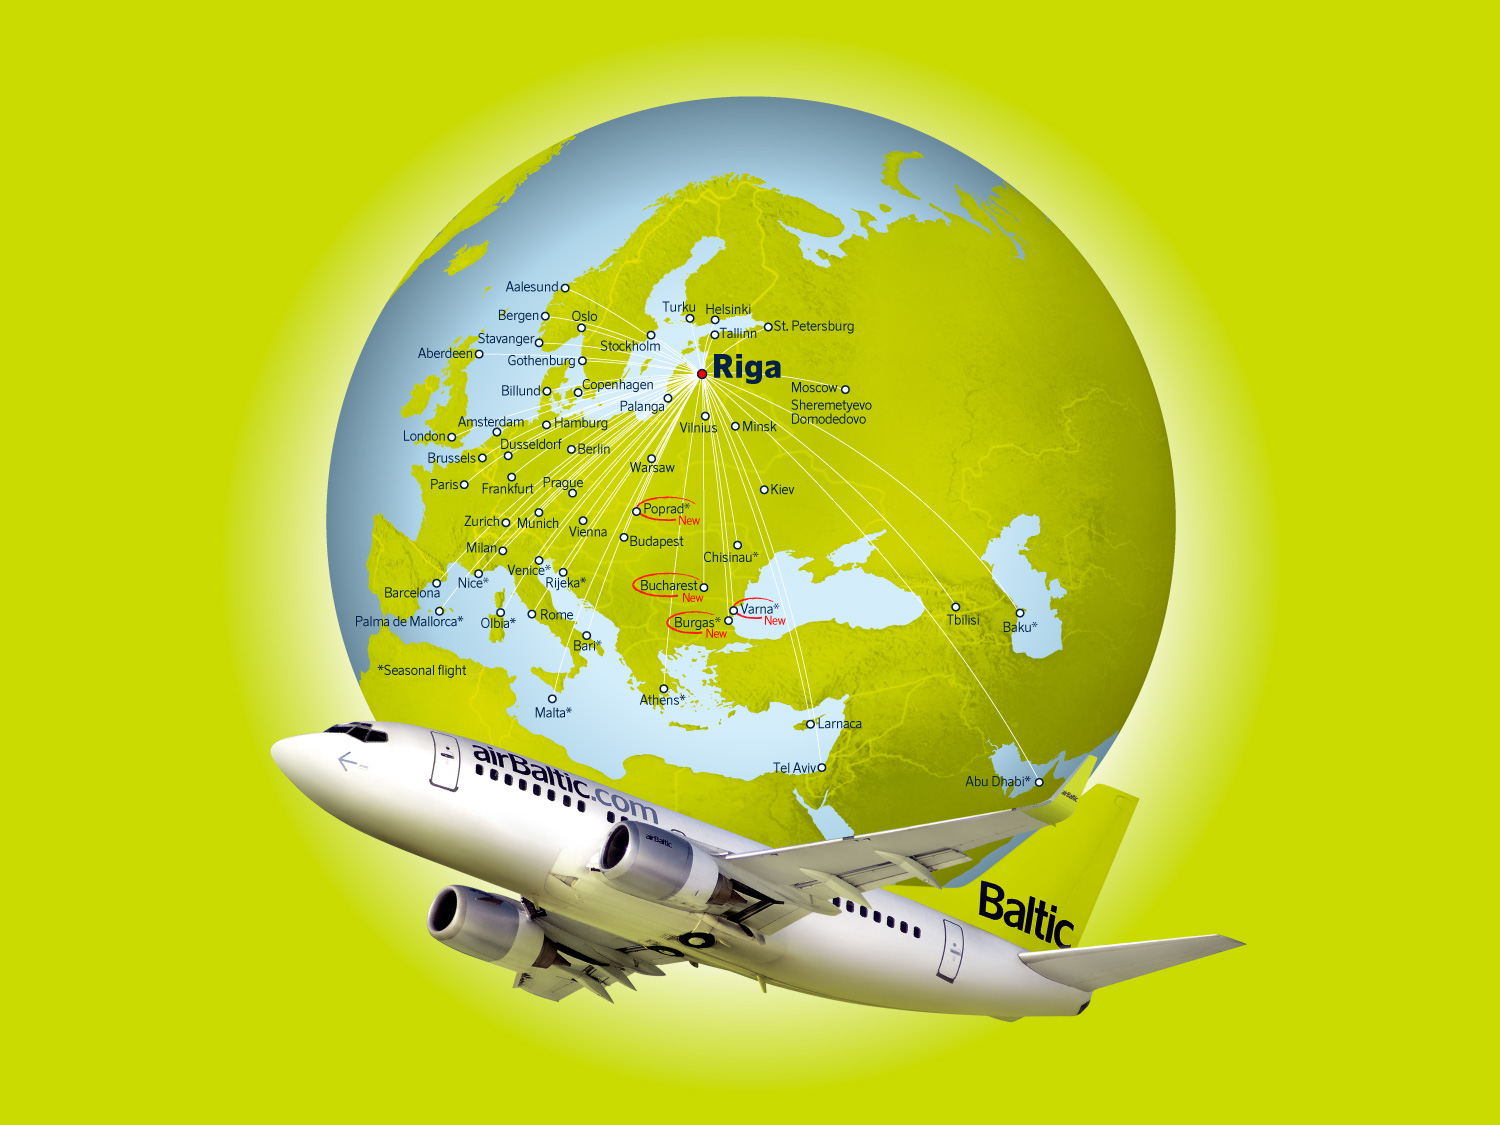 Aalesund
Bergen
Oslo
Turku
Helsinki
St. Petersburg
Tallinn
Stavanger
Stockholm
Aberdeen
Gothenburg
Riga
Billund
Copenhagen
Moscow
Sheremetyevo
Domodedovo
Palanga
Amsterdam
Hamburg
Vilnius
Minsk
London
Dusseldorf
Berlin
Brussels
Warsaw
Paris
Frankfurt
Prague
Kiev
Poprad*
New
Zurich
Munich
Vienna
Budapest
Milan
Chisinau*
Venice*
Nice*
Rijeka*
Barcelona
Bucharest
New
Varna*
New
Palma de Mallorca*
Olbia*
Rome
Burgas*
New
Tbilisi
Baku*
Bari*
*Seasonal flight
Athens*
Malta*
Larnaca
Tel Aviv
Abu Dhabi*
airBaltic.com
airBaltic
airBaltic
Baltic